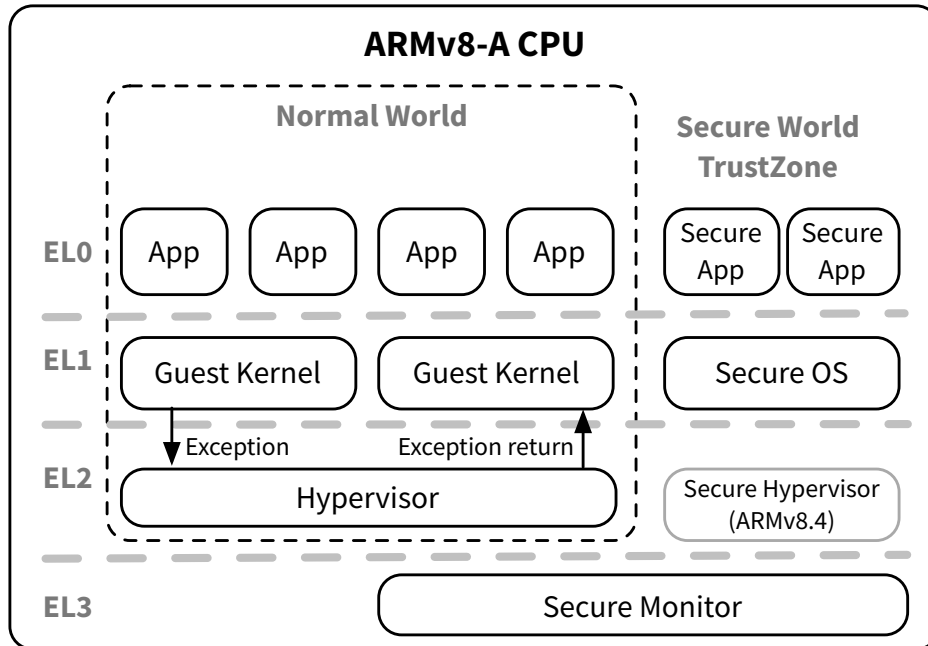 ARMv8-A CPU
Normal World
Secure World
TrustZone
EL0
App
App
App
App
Secure
App
Secure
App
EL1
Guest Kernel
Guest Kernel
Secure OS
Exception
Exception return
EL2
Hypervisor
Secure Hypervisor
(ARMv8.4)
EL3
Secure Monitor